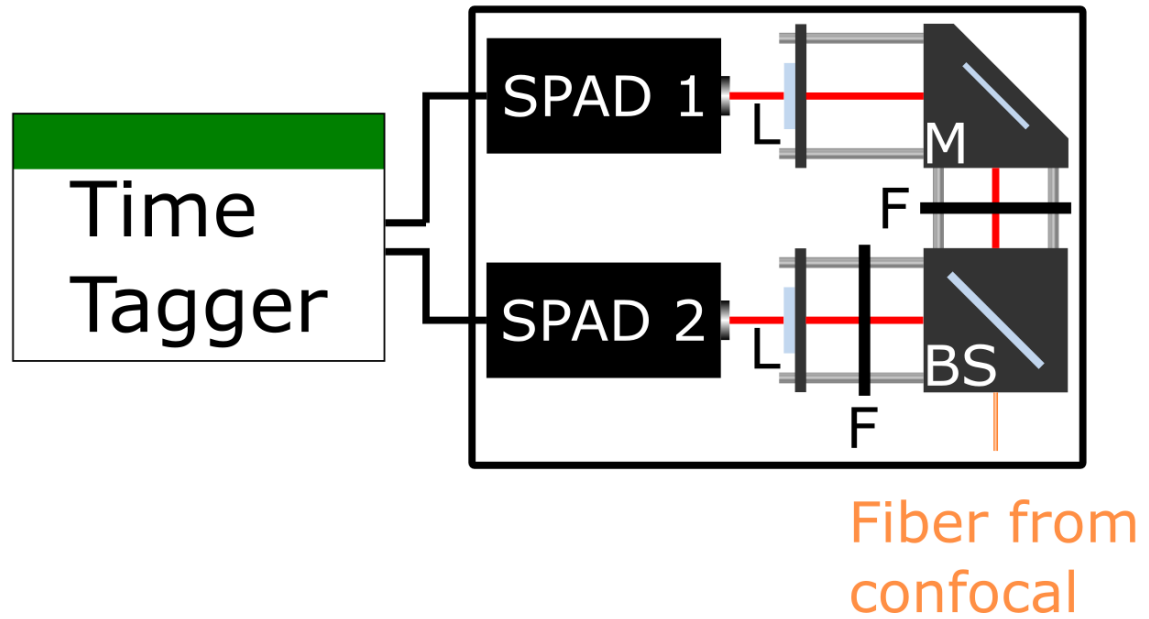 SPAD 1
L
M
F
Time
Tagger
SPAD 2
L
BS
F
Fiber from
confocal